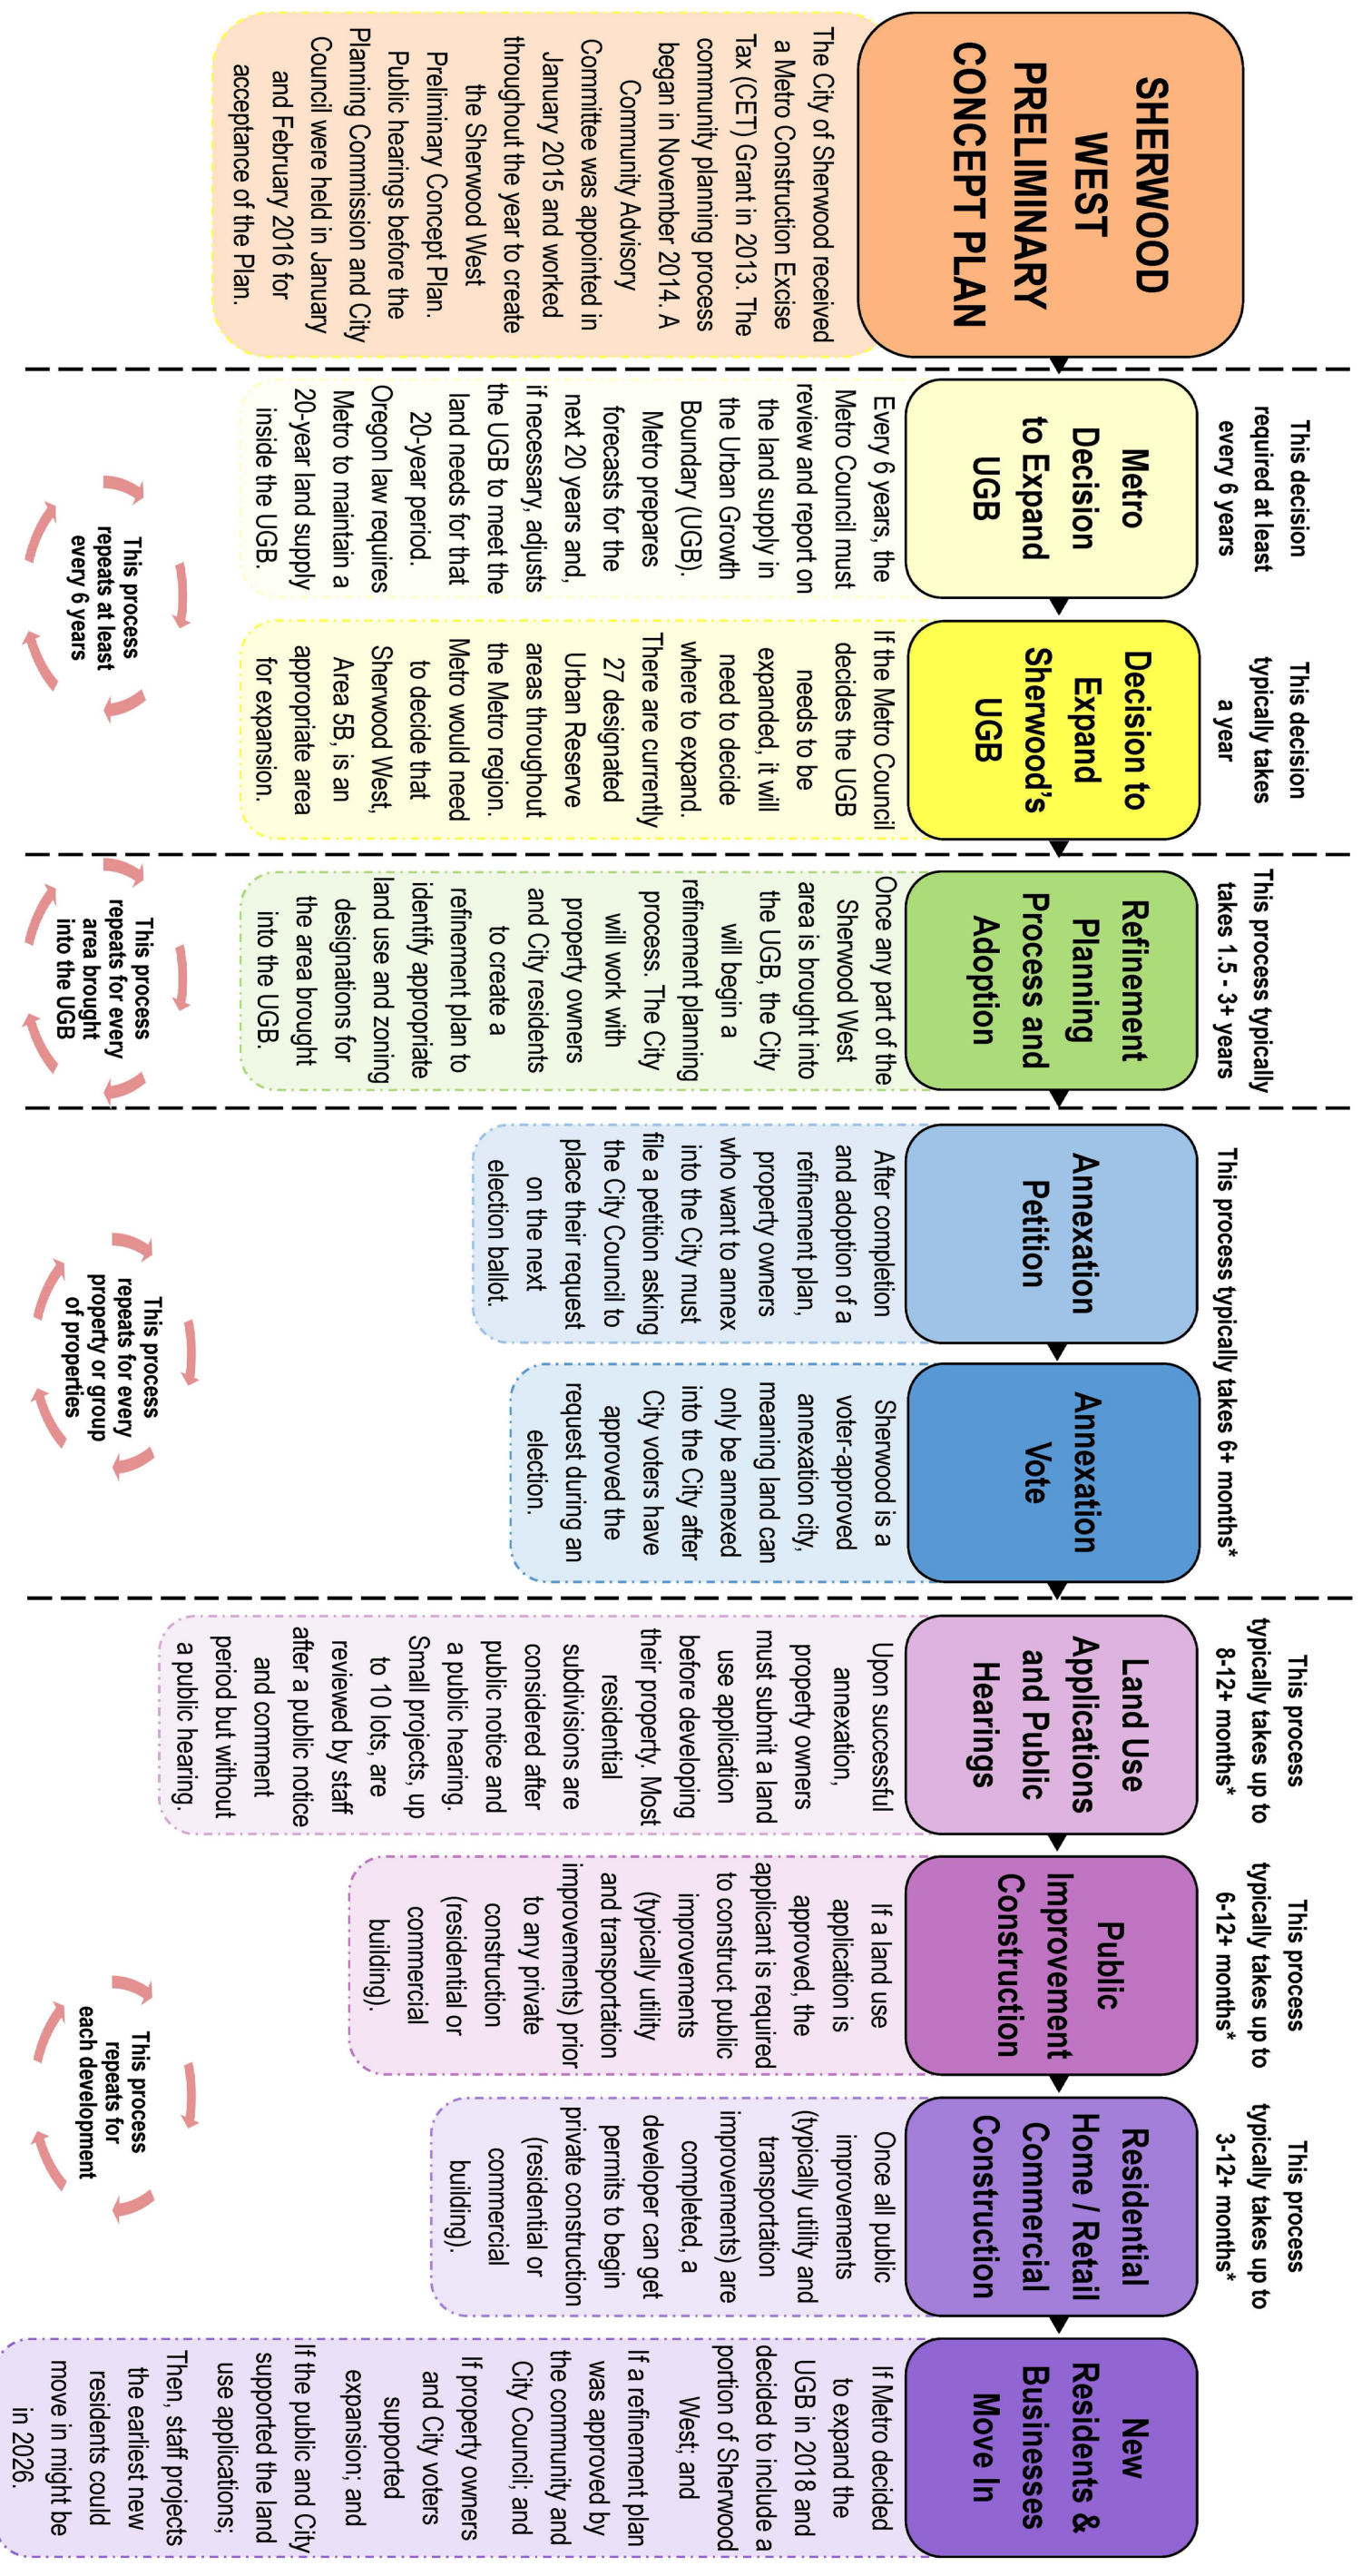 SHERWOOD
WEST
PRELIMINARY
CONCEPT PLAN
The City of Sherwood received
a Metro Construction Excise
Tax (CET) Grant in 2013. The
community planning process
began in November 2014. A
Community Advisory
Committee was appointed in
January 2015 and worked
throughout the year to create
the Sherwood West
Preliminary Concept Plan.
Public hearings before the
Planning Commission and City
Council were held in January
and February 2016 for
acceptance of the Plan.
This decision
required at least
every 6 years
Metro
Decision
to Expand
UGB
Every 6 years, the
Metro Council must
review and report on
the land supply in
the Urban Growth
Boundary (UGB).
Metro prepares
forecasts for the
next 20 years and,
if necessary, adjusts
the UGB to meet the
land needs for that
20-year period.
Oregon law requires
Metro to maintain a
20-year land supply
inside the UGB.
This decision
typically takes
a year
Decision to
Expand
Sherwood's
UGB
If the Metro Council
decides the UGB
needs to be
expanded, it will
need to decide
where to expand.
There are currently
27 designated
Urban Reserve
areas throughout
the Metro region.
Metro would need
to decide that
Sherwood West,
Area 5B, is an
appropriate area
for expansion.
This process
repeats at least
every 6 years
This process typically
takes 1.5 - 3+ years
Refinement
Planning
Process and
Adoption
Once any part of the
Sherwood West
area is brought into
the UGB, the City
will begin a
refinement planning
process. The City
will work with
property owners
and City residents
to create a
refinement plan to
identify appropriate
land use and zoning
designations for
the area brought
into the UGB.
This process
repeats for every
area brought
into the UGB
This process typically takes 6+ months*
Annexation
Petition
After completion
and adoption of a
refinement plan,
property owners
who want to annex
into the City must
file a petition asking
the City Council to
place their request
on the next
election ballot.
Annexation
Vote
Sherwood is a
voter-approved
annexation city,
meaning land can
only be annexed
into the City after
City voters have
approved the
request during an
election.
This process
repeats for every
property or group
of properties
This process
typically takes up to
8-12+ months*
Land Use
Applications
and Public
Hearings
Upon successful
annexation,
property owners
must submit a land
use application
before developing
their property. Most
residential
subdivisions are
considered after
public notice and
a public hearing.
Small projects, up
to 10 lots, are
reviewed by staff
after a public notice
and comment
period but without
a public hearing.
This process
typically takes up to
6-12+ months*
Public
Improvement
Construction
If a land use
application is
approved, the
applicant is required
to construct public
improvements
(typically utility
and transportation
improvements) prior
to any private
construction
(residential or
commercial
building).
This process
typically takes up to
3-12+ months*
Residential
Home / Retail
Commercial
Construction
Once all public
improvements
(typically utility and
transportation
improvements) are
completed, a
developer can get
permits to begin
private construction
(residential or
commercial
building).
This process
repeats for
each development
New
Residents &
Businesses
Move In
If Metro decided
to expand the
UGB in 2018 and
decided to include a
portion of Sherwood
West; and
If a refinement plan
was approved by
the community and
City Council; and
If property owners
and City voters
supported
expansion; and
If the public and City
supported the land
use applications;
Then, staff projects
the earliest new
residents could
move in might be
in 2026.